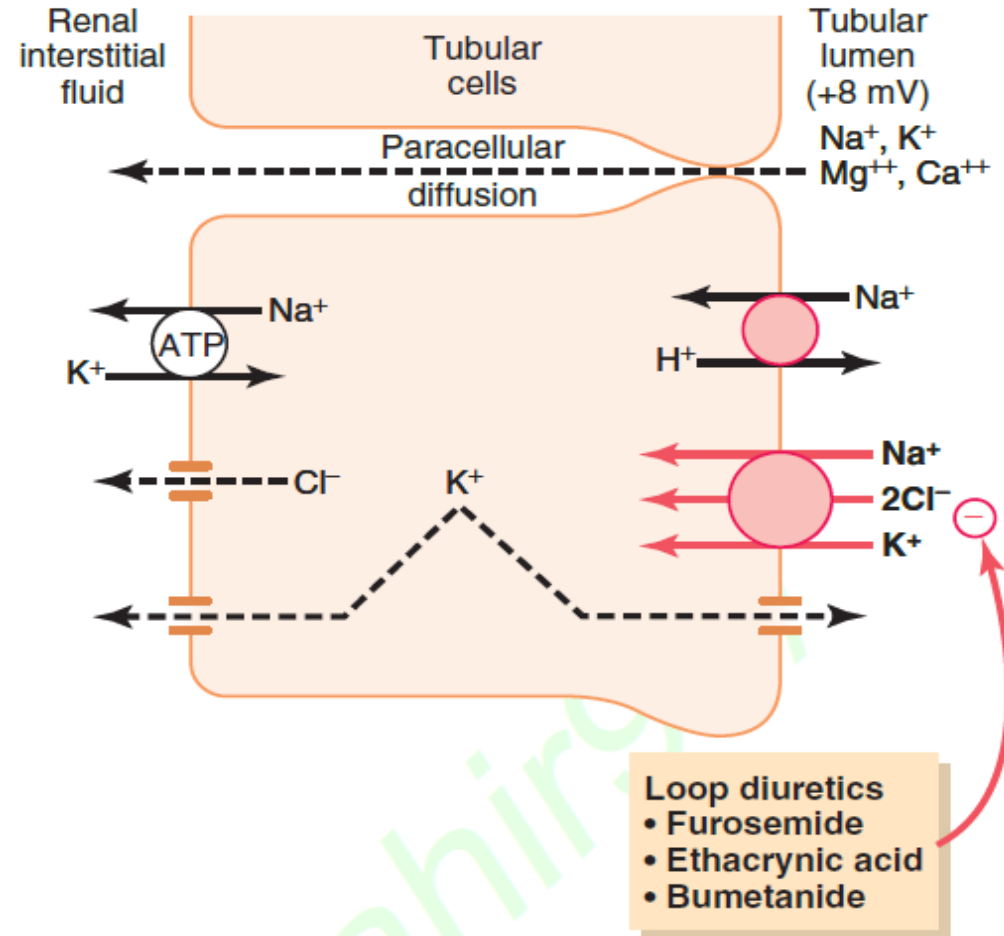 Renal
interstitial
fluid
Tubular
cells
Tubular
lumen
(+8 mV)
Paracellular
diffusion
Na⁺, K⁺
Mg⁺⁺, Ca⁺⁺
Na⁺
ATP
K⁺
Na⁺
H⁺
Cl⁻
K⁺
Na⁺
2Cl⁻
K⁺
−
Loop diuretics
• Furosemide
• Ethacrynic acid
• Bumetanide